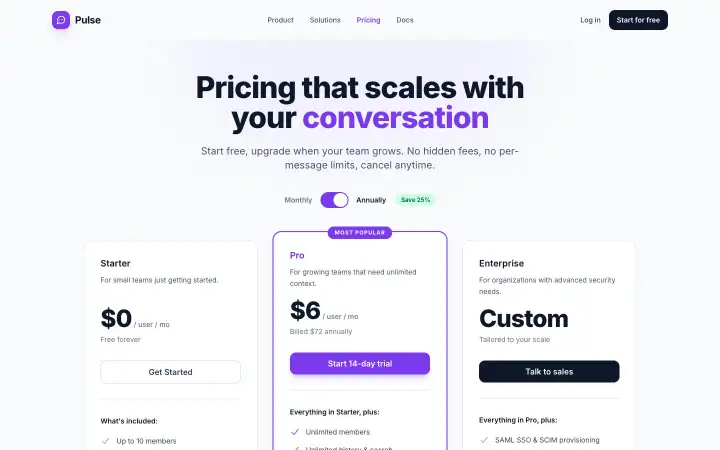 Pulse
Product
Solutions
Pricing
Docs
Log in
Start for free
Pricing that scales with
your conversation
Start free, upgrade when your team grows. No hidden fees, no per-
message limits, cancel anytime.
Monthly
Annually
Save 25%
Starter
For small teams just getting started.
$0 / user / mo
Free forever
Get Started
What's included:
Up to 10 members
MOST POPULAR
Pro
For growing teams that need unlimited
context.
$6 / user / mo
Billed $72 annually
Start 14-day trial
Everything in Starter, plus:
Unlimited members
Unlimited history & search
Enterprise
For organizations with advanced security
needs.
Custom
Tailored to your scale
Talk to sales
Everything in Pro, plus:
SAML SSO & SCIM provisioning